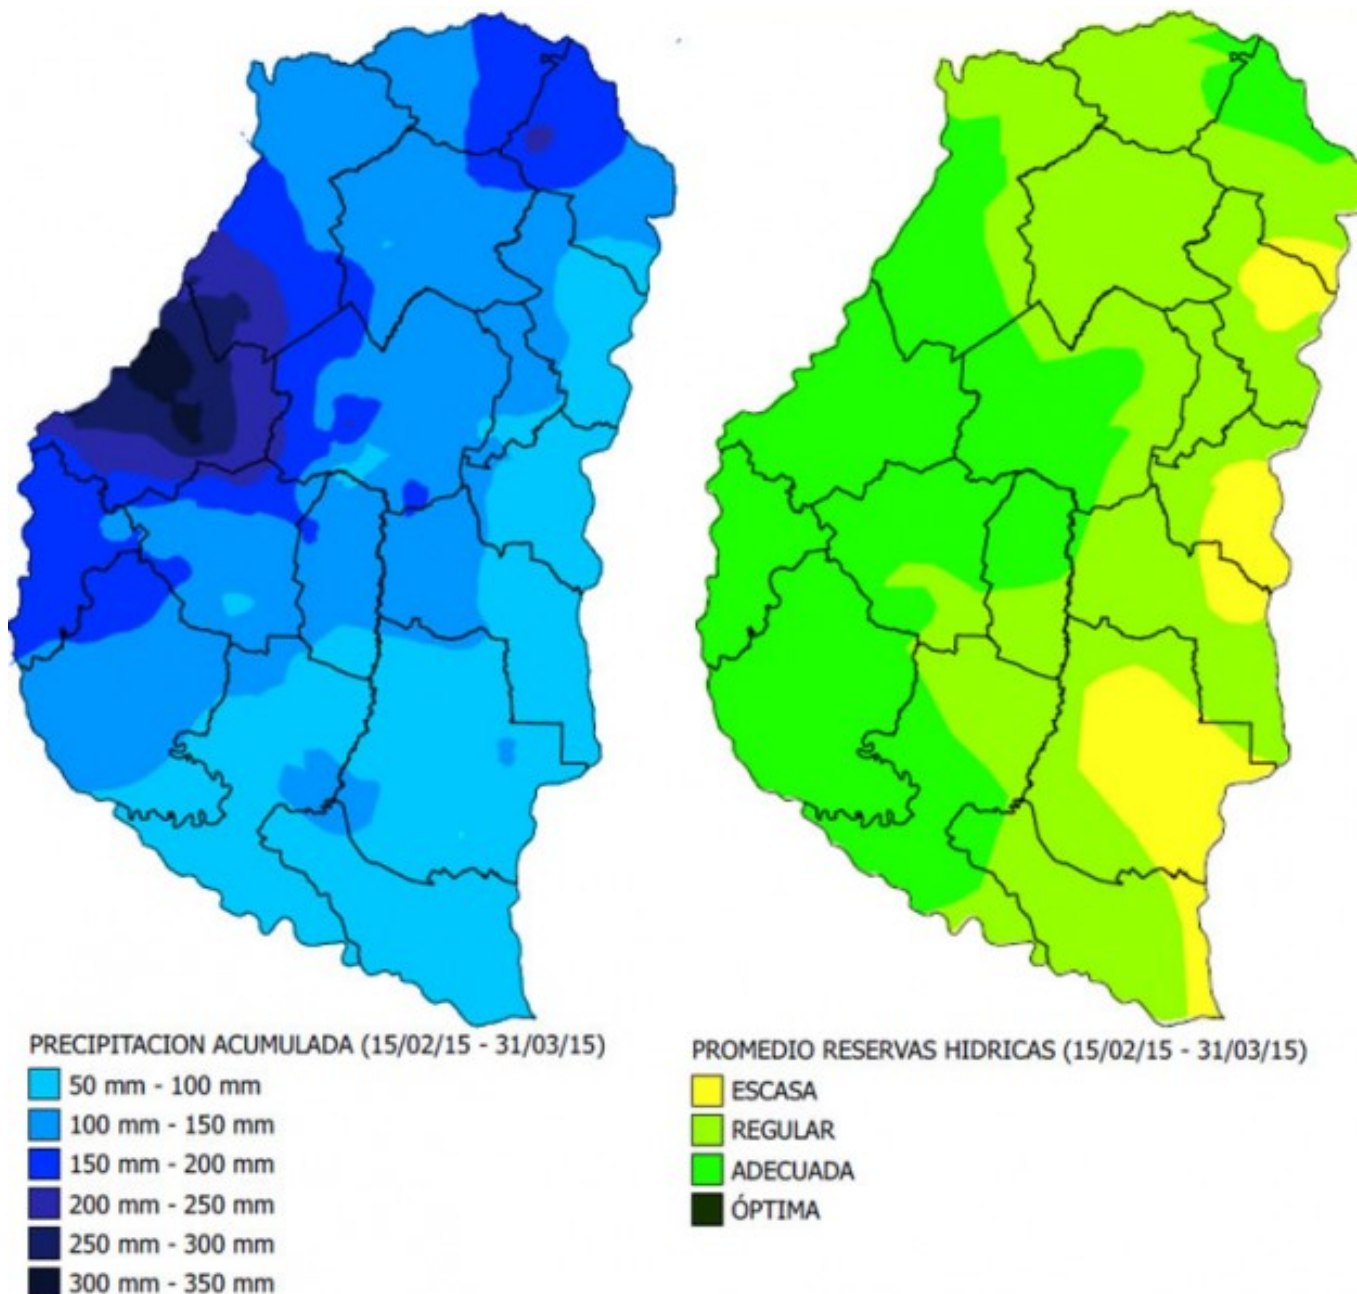 PRECIPITACION ACUMULADA (15/02/15 - 31/03/15)
50 mm - 100 mm
100 mm - 150 mm
150 mm - 200 mm
200 mm - 250 mm
250 mm - 300 mm
300 mm - 350 mm
PROMEDIO RESERVAS HIDRICAS (15/02/15 - 31/03/15)
ESCASA
REGULAR
ADECUADA
ÓPTIMA